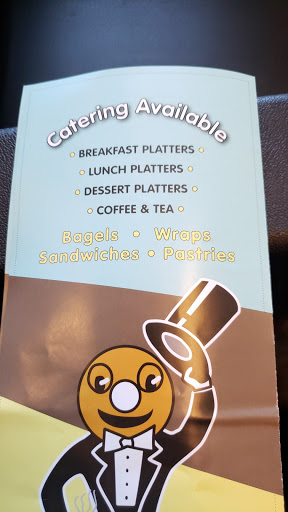 Catering Available
• BREAKFAST PLATTERS •
• LUNCH PLATTERS •
• DESSERT PLATTERS •
• COFFEE & TEA •
Bagels • Wraps
Sandwiches • Pastries